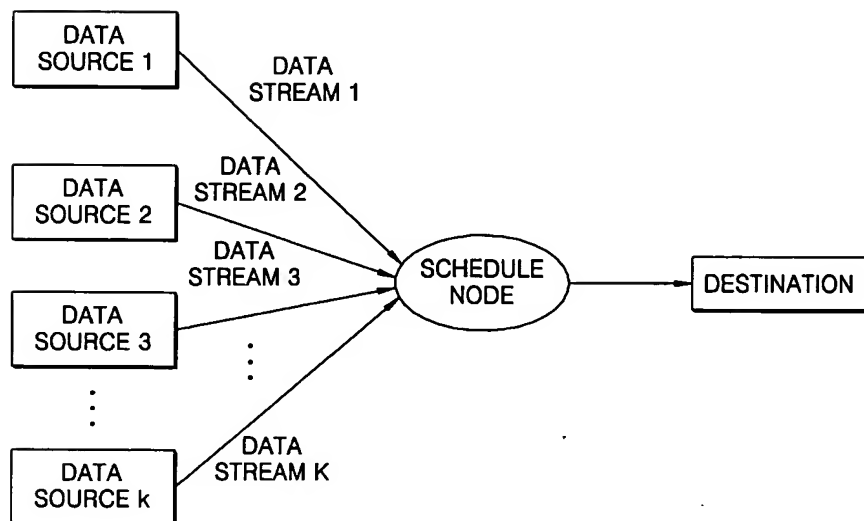 DATA
SOURCE 1
DATA
STREAM 1
DATA
SOURCE 2
DATA
STREAM 2
DATA
STREAM 3
DATA
SOURCE 3
SCHEDULE
NODE
DESTINATION
DATA
SOURCE k
DATA
STREAM K